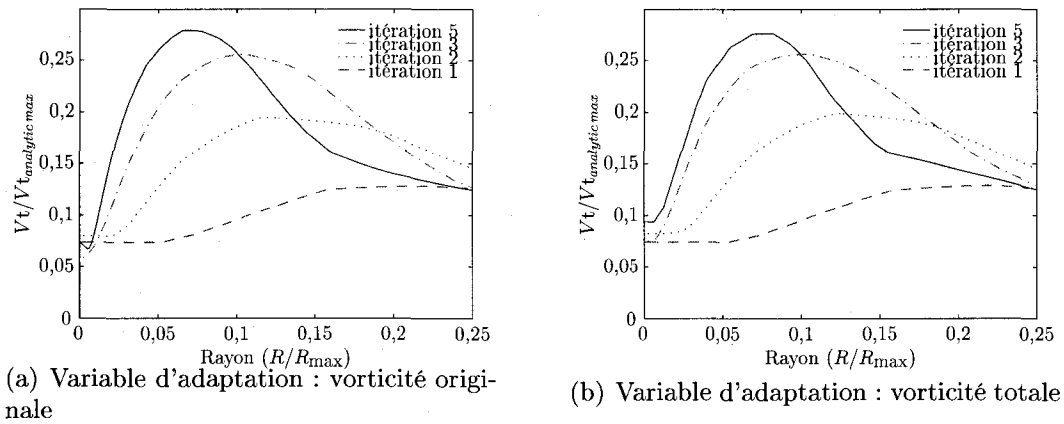 itération 5
itération 3
itération 2
itération 1
0,25
0,2
0,15
0,1
0,05
0
Vt/Vt_analytic max
0 0,05 0,1 0,15 0,2 0,25
Rayon (R/R_max)
(a) Variable d'adaptation : vorticité origi-
nale
itération 5
itération 3
itération 2
itération 1
0,25
0,2
0,15
0,1
0,05
0
Vt/Vt_analytic max
0 0,05 0,1 0,15 0,2 0,25
Rayon (R/R_max)
(b) Variable d'adaptation : vorticité totale